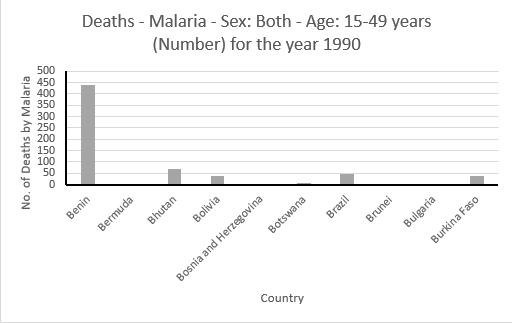 Deaths - Malaria - Sex: Both - Age: 15-49 years
(Number) for the year 1990
No. of Deaths by Malaria
500
450
400
350
300
250
200
150
100
50
0
Benin
Bermuda
Bhutan
Bolivia
Bosnia and Herzegovina
Botswana
Brazil
Brunei
Bulgaria
Burkina Faso
Country